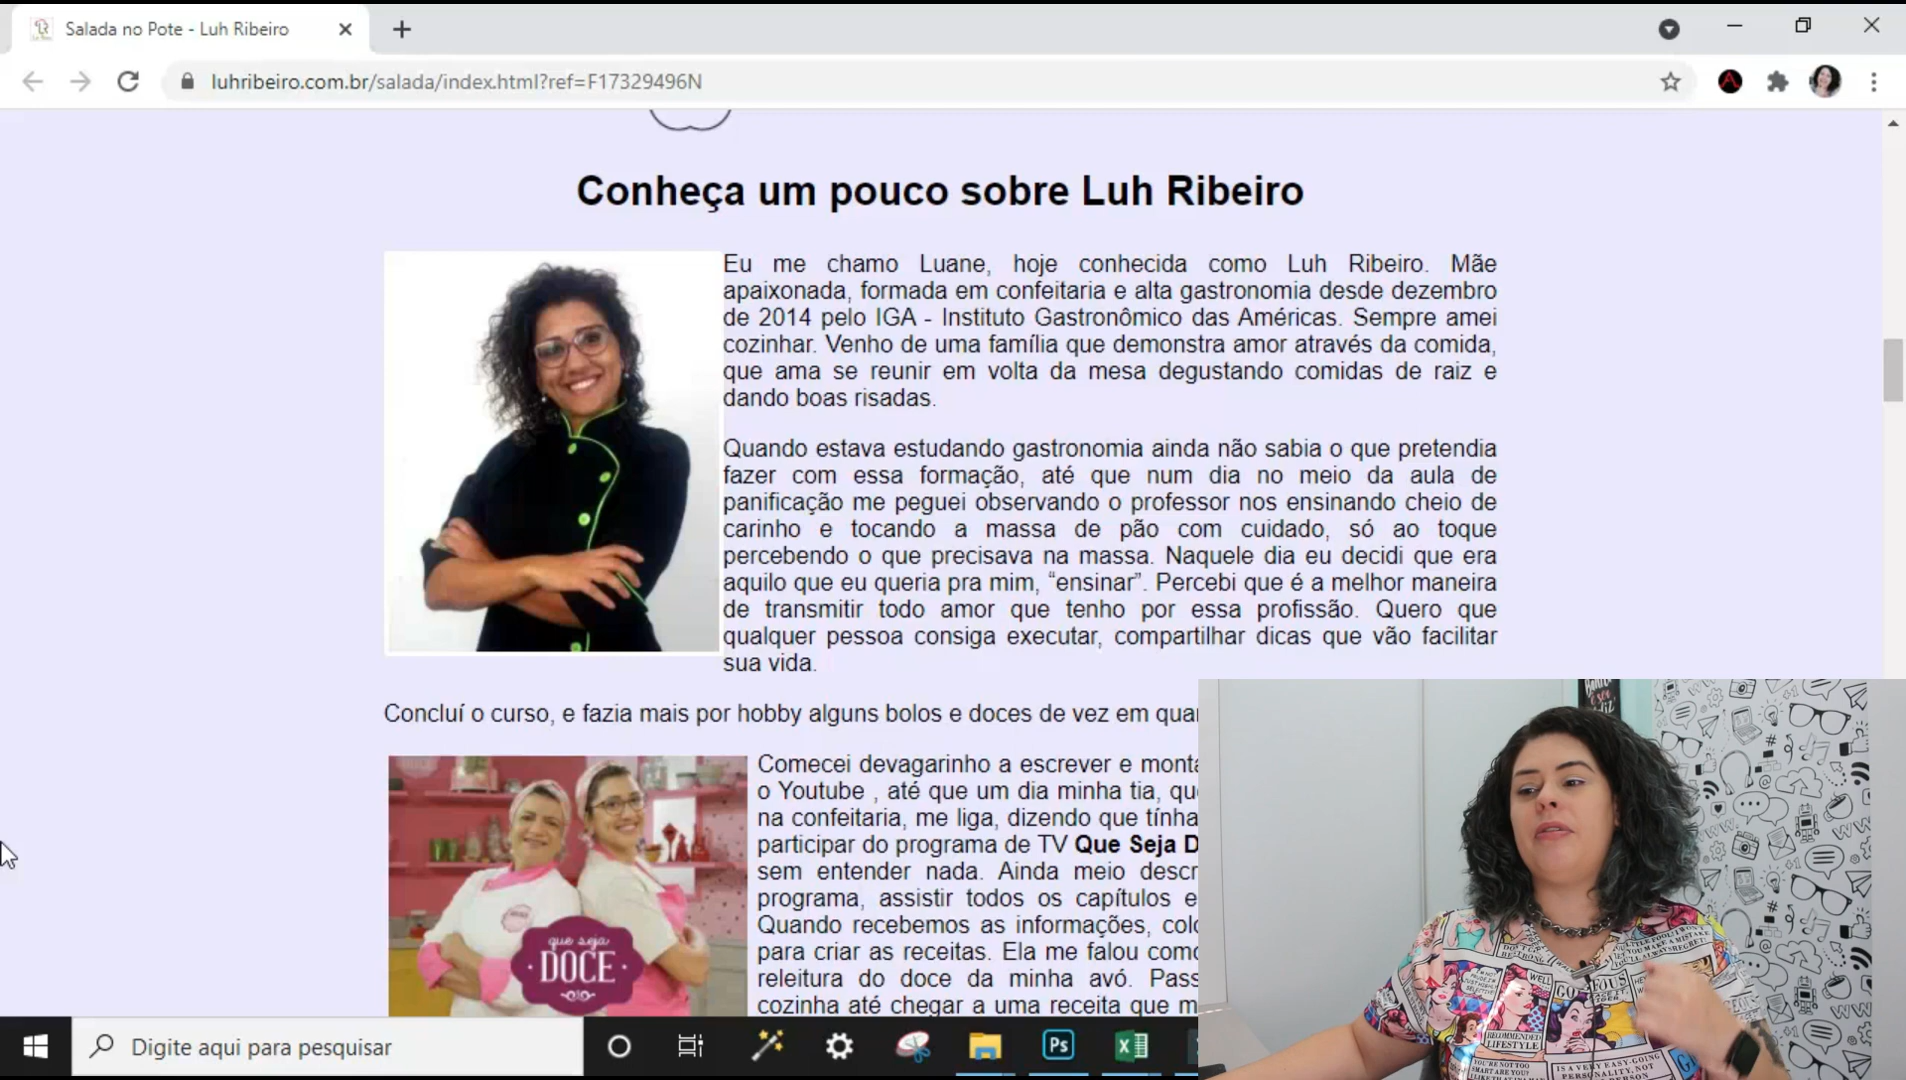 Salada no Pote - Luh Ribeiro
luhribeiro.com.br/salada/index.html?ref=F17329496N
Conheça um pouco sobre Luh Ribeiro
Eu me chamo Luane, hoje conhecida como Luh Ribeiro. Mãe
apaixonada, formada em confeitaria e alta gastronomia desde dezembro
de 2014 pelo IGA - Instituto Gastronômico das Américas. Sempre amei
cozinhar. Venho de uma família que demonstra amor através da comida,
que ama se reunir em volta da mesa degustando comidas de raiz e
dando boas risadas.
Quando estava estudando gastronomia ainda não sabia o que pretendia
fazer com essa formação, até que num dia no meio da aula de
panificação me peguei observando o professor nos ensinando cheio de
carinho e tocando a massa de pão com cuidado, só ao toque
percebendo o que precisava na massa. Naquele dia eu decidi que era
aquilo que eu queria pra mim, “ensinar”. Percebi que é a melhor maneira
de transmitir todo amor que tenho por essa profissão. Quero que
qualquer pessoa consiga executar, compartilhar dicas que vão facilitar
sua vida.
Concluí o curso, e fazia mais por hobby alguns bolos e doces de vez em quan
Comecei devagarinho a escrever e monta
o Youtube , até que um dia minha tia, qu
na confeitaria, me liga, dizendo que tính
participar do programa de TV Que Seja D
sem entender nada. Ainda meio descr
programa, assistir todos os capítulos e
Quando recebemos as informações, colo
para criar as receitas. Ela me falou como
releitura do doce da minha avó. Pass
cozinha até chegar a uma receita que m
que seja
DOCE
Digite aqui para pesquisar
Ps
WELL
GO
FOUS
RECOMMENDED
LIFESTYLE
WWW